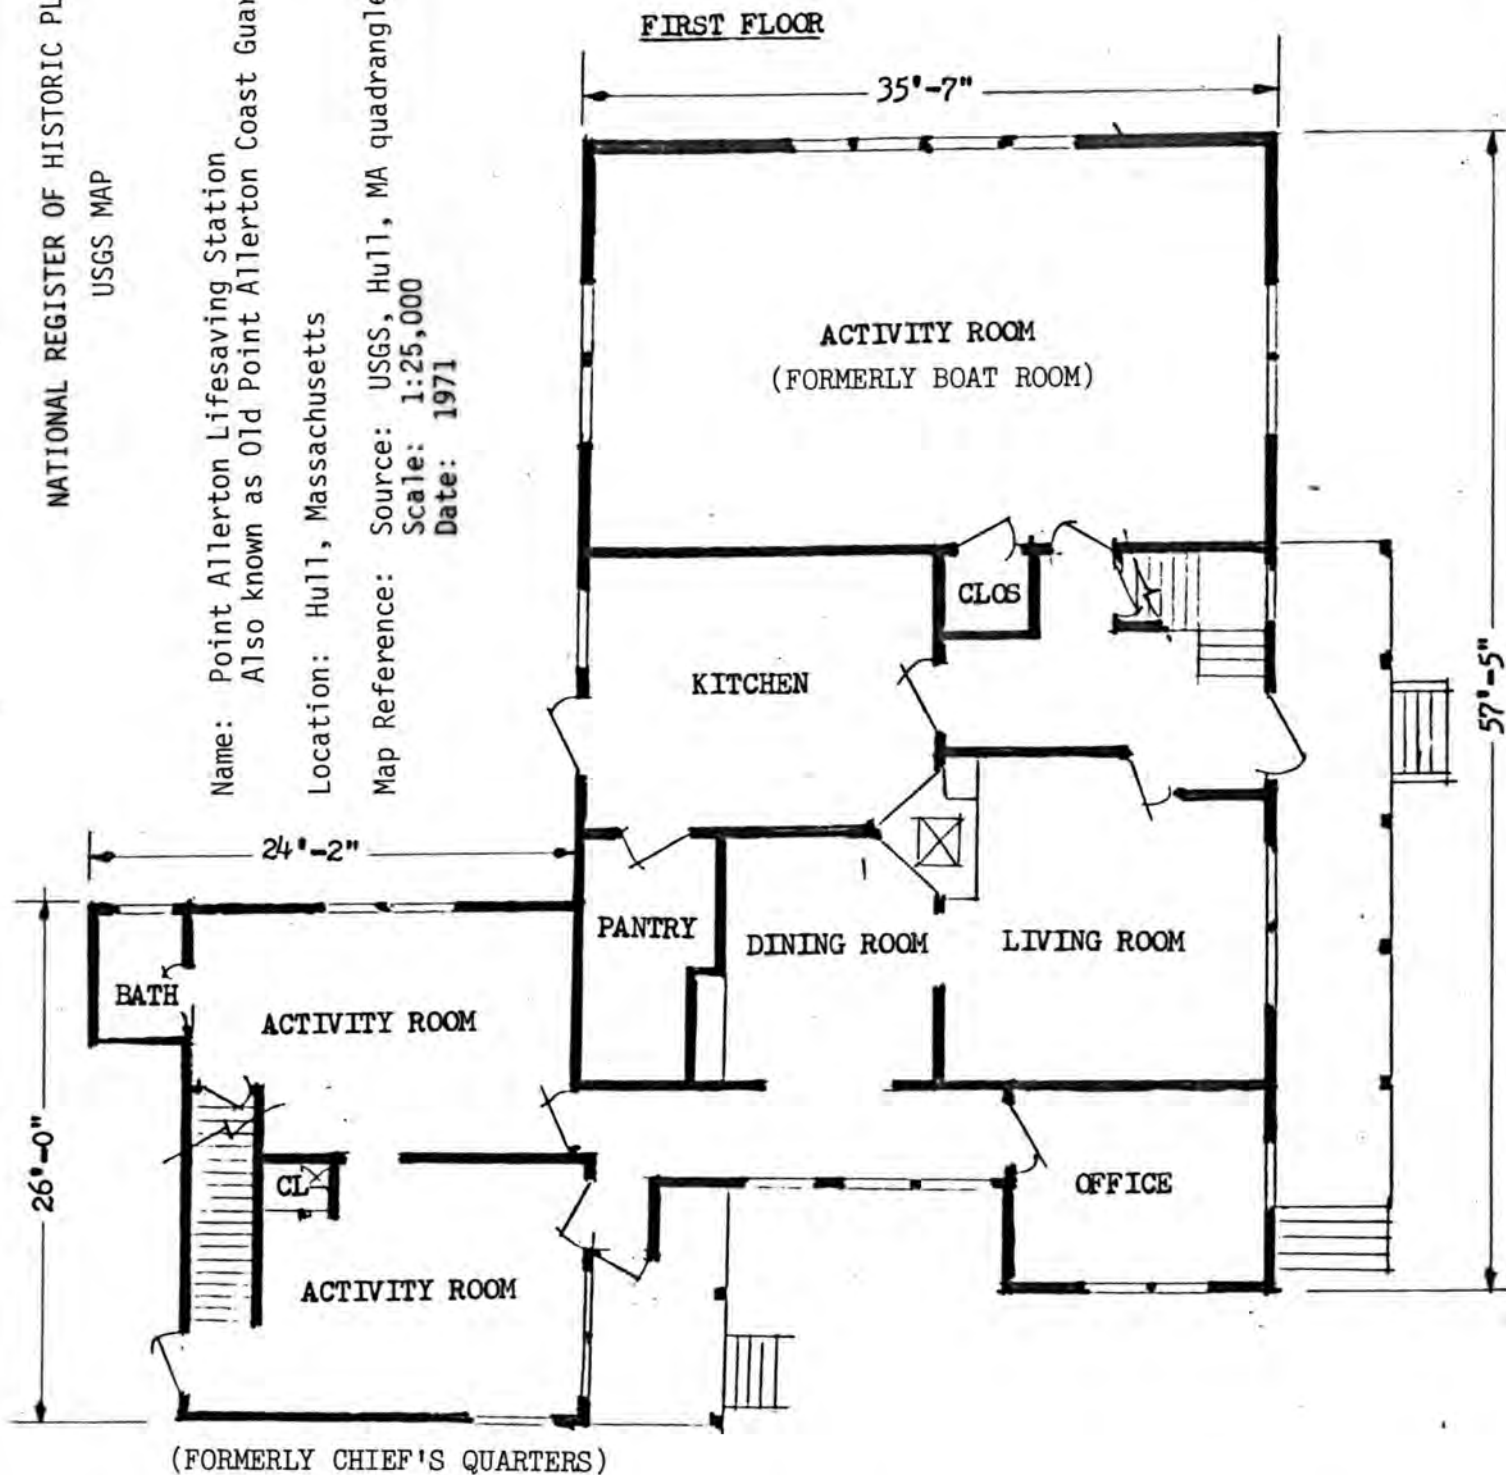 NATIONAL REGISTER OF HISTORIC
USGS MAP
Name: Point Allerton Lifesaving Station
Also known as Old Point Allerton Coast
Location: Hull, Massachusetts
Map Reference: Source: USGS, Hull, MA quadrangle
Scale: 1:25,000
Date: 1971
FIRST FLOOR
35'-7"
57'-5"
ACTIVITY ROOM
(FORMERLY BOAT ROOM)
CLOS
KITCHEN
24'-2"
PANTRY
DINING ROOM
LIVING ROOM
BATH
ACTIVITY ROOM
26'-0"
CL
OFFICE
ACTIVITY ROOM
(FORMERLY CHIEF'S QUARTERS)